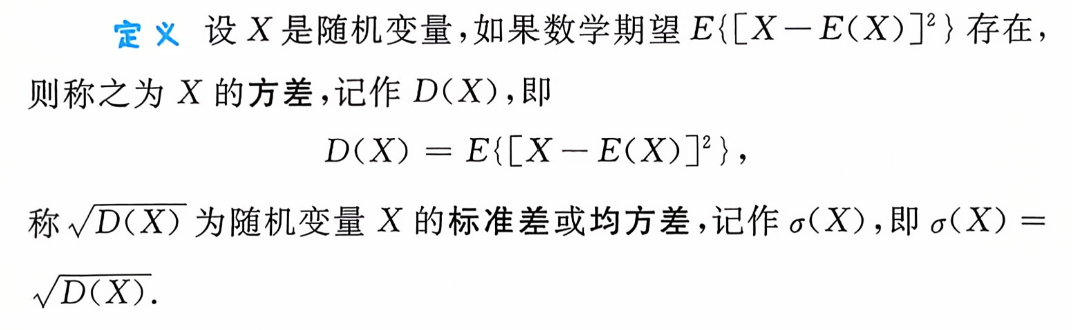 定义 设 X 是随机变量,如果数学期望 E{[X－E(X)]²} 存在,
则称之为 X 的方差,记作 D(X),即
D(X) = E{[X－E(X)]²},
称 √D(X) 为随机变量 X 的标准差或均方差,记作 σ(X),即 σ(X) =
√D(X).